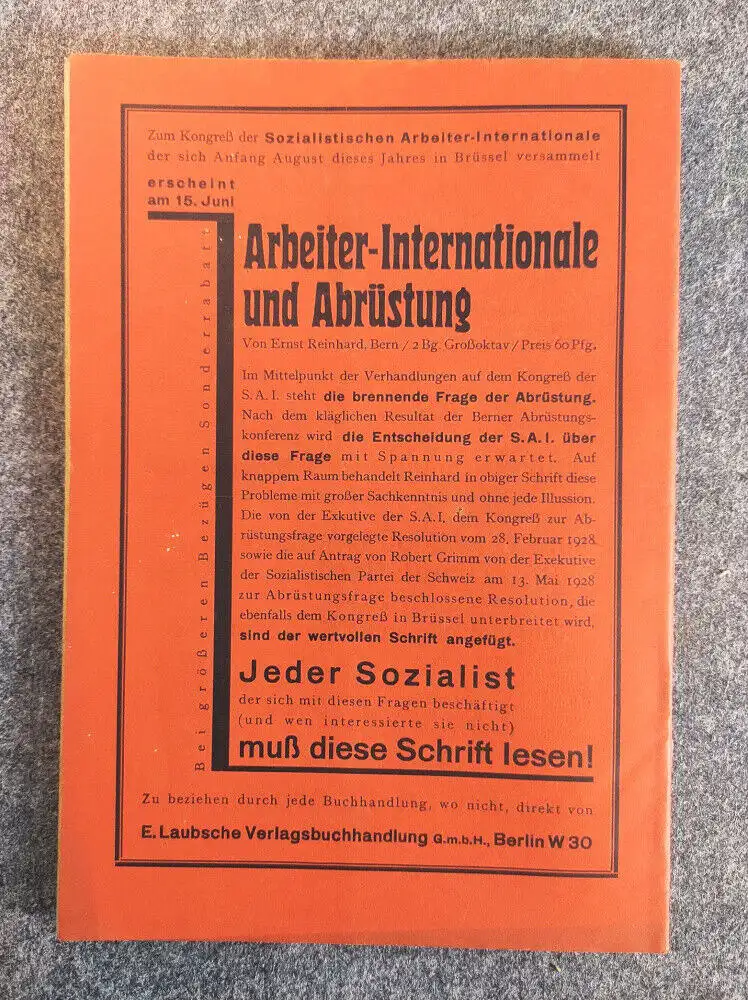 Zum Kongreß der Sozialistischen Arbeiter-Internationale
der sich Anfang August dieses Jahres in Brüssel versammelt
erscheint
am 15. Juni
Arbeiter-Internationale
und Abrüstung
Von Ernst Reinhard, Bern / 2 Bg. Großoktav / Preis 60 Pfg.
Im Mittelpunkt der Verhandlungen auf dem Kongreß der
S. A. I. steht die brennende Frage der Abrüstung.
Nach dem kläglichen Resultat der Berner Abrüstungs-
konferenz wird die Entscheidung der S. A. I. über
diese Frage mit Spannung erwartet. Auf
knappem Raum behandelt Reinhard in obiger Schrift diese
Probleme mit großer Sachkenntnis und ohne jede Illussion.
Die von der Exkutive der S. A. I. dem Kongreß zur Ab-
rüstungsfrage vorgelegte Resolution vom 28. Februar 1928
sowie die auf Antrag von Robert Grimm von der Exekutive
der Sozialistischen Partei der Schweiz am 13. Mai 1928
zur Abrüstungsfrage beschlossene Resolution, die
ebenfalls dem Kongreß in Brüssel unterbreitet wird,
sind der wertvollen Schrift angefügt.
Jeder Sozialist
der sich mit diesen Fragen beschäftigt
(und wen interessierte sie nicht)
muß diese Schrift lesen!
Bei größeren Bezügen Sonderrabatt
Zu beziehen durch jede Buchhandlung, wo nicht, direkt von
E. Laubsche Verlagsbuchhandlung G.m.b.H., Berlin W 30